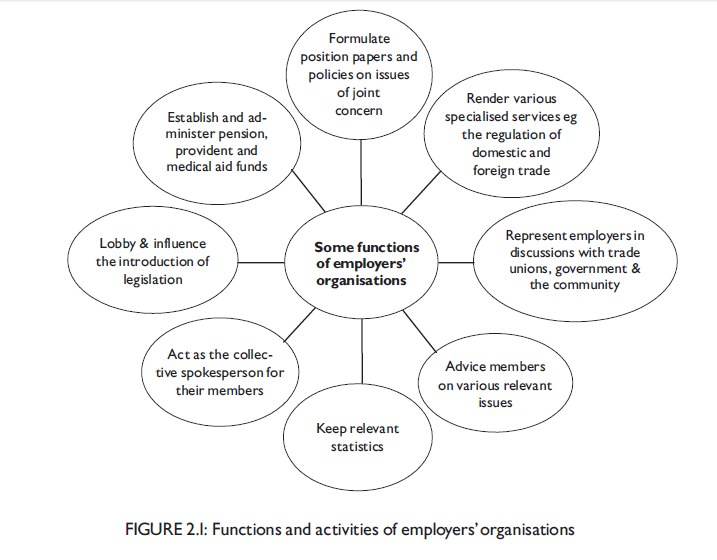 Formulate
position papers and
policies on issues
of joint
concern
Render various
specialised services eg
the regulation of
domestic and
foreign trade
Represent employers in
discussions with trade
unions, government &
the community
Advice members
on various relevant
issues
Keep relevant
statistics
Act as the collec-
tive spokesperson for
their members
Lobby & influence
the introduction of
legislation
Establish and ad-
minister pension,
provident and
medical aid funds
Some functions
of employers'
organisations
FIGURE 2.1: Functions and activities of employers' organisations